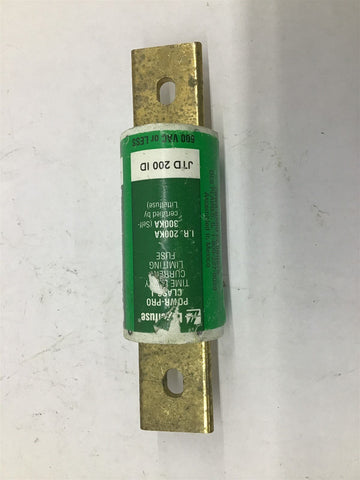 Littelfuse®
POWR-PRO
CLASS J
TIME DELAY
CURRENT
LIMITING
FUSE
I.R. 200KA
300KA (Self-
certified by
Littelfuse)
JTD 200 ID
600 VAC or LESS